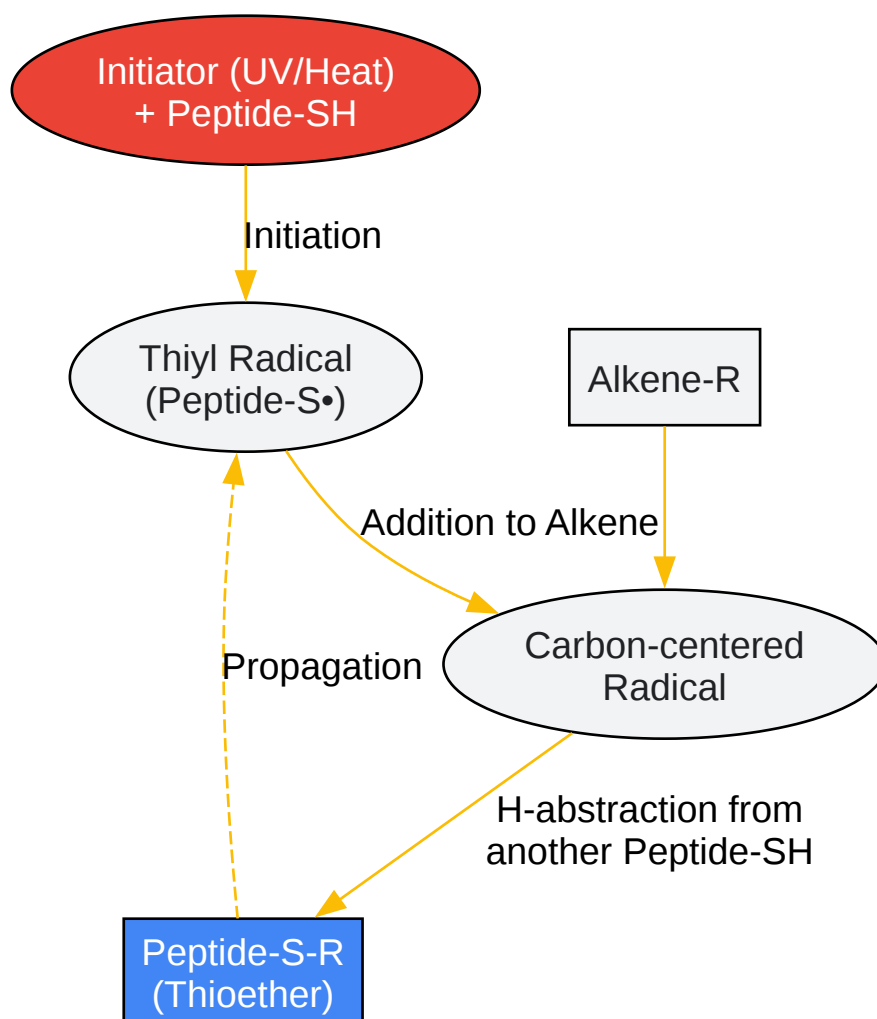 Initiator (UV/Heat)
+ Peptide-SH
Initiation
Thiyl Radical
(Peptide-S•)
Alkene-R
Addition to Alkene
Carbon-centered
Radical
Propagation
H-abstraction from
another Peptide-SH
Peptide-S-R
(Thioether)